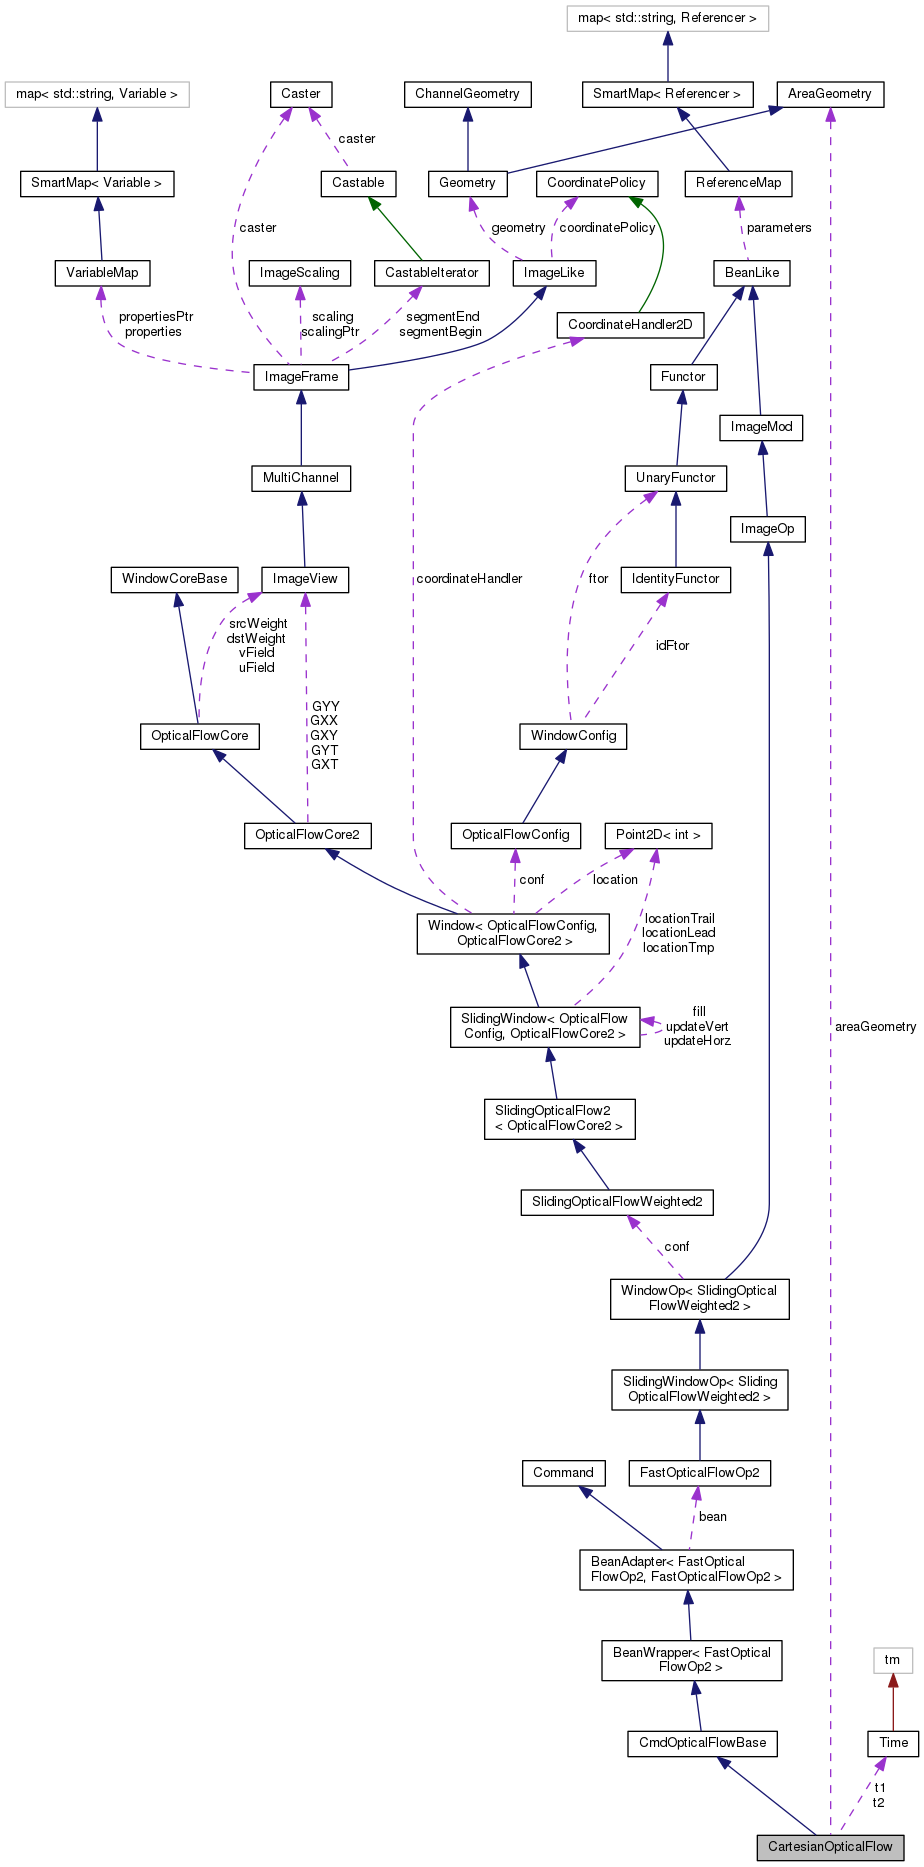 map< std::string, Referencer >
map< std::string, Variable >
Caster
ChannelGeometry
SmartMap< Referencer >
AreaGeometry
caster
SmartMap< Variable >
Castable
Geometry
CoordinatePolicy
ReferenceMap
caster
geometry
coordinatePolicy
parameters
VariableMap
ImageScaling
CastableIterator
ImageLike
BeanLike
propertiesPtr
properties
scaling
scalingPtr
segmentEnd
segmentBegin
CoordinateHandler2D
ImageFrame
Functor
ImageMod
MultiChannel
UnaryFunctor
ImageOp
WindowCoreBase
ImageView
coordinateHandler
ftor
IdentityFunctor
srcWeight
dstWeight
vField
uField
idFtor
GYY
GXX
GXY
GYT
GXT
OpticalFlowCore
WindowConfig
OpticalFlowCore2
OpticalFlowConfig
Point2D< int >
conf
location
Window< OpticalFlowConfig,
OpticalFlowCore2 >
locationTrail
locationLead
locationTmp
SlidingWindow< OpticalFlow
Config, OpticalFlowCore2 >
fill
updateVert
updateHorz
areaGeometry
SlidingOpticalFlow2
< OpticalFlowCore2 >
SlidingOpticalFlowWeighted2
conf
WindowOp< SlidingOptical
FlowWeighted2 >
SlidingWindowOp< Sliding
OpticalFlowWeighted2 >
Command
FastOpticalFlowOp2
bean
BeanAdapter< FastOptical
FlowOp2, FastOpticalFlowOp2 >
BeanWrapper< FastOptical
FlowOp2 >
tm
CmdOpticalFlowBase
Time
t1
t2
CartesianOpticalFlow